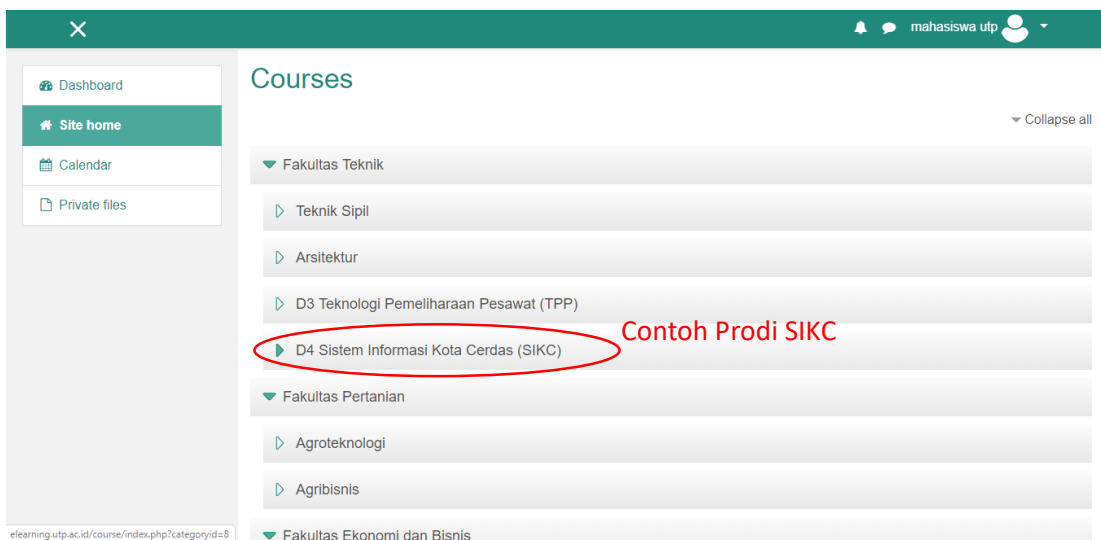 mahasiswa utp
Dashboard
Site home
Calendar
Private files
Courses
Collapse all
Fakultas Teknik
Teknik Sipil
Arsitektur
D3 Teknologi Pemeliharaan Pesawat (TPP)
D4 Sistem Informasi Kota Cerdas (SIKC)
Contoh Prodi SIKC
Fakultas Pertanian
Agroteknologi
Agribisnis
Fakultas Ekonomi dan Bisnis
elearning.utp.ac.id/course/index.php?categoryid=8